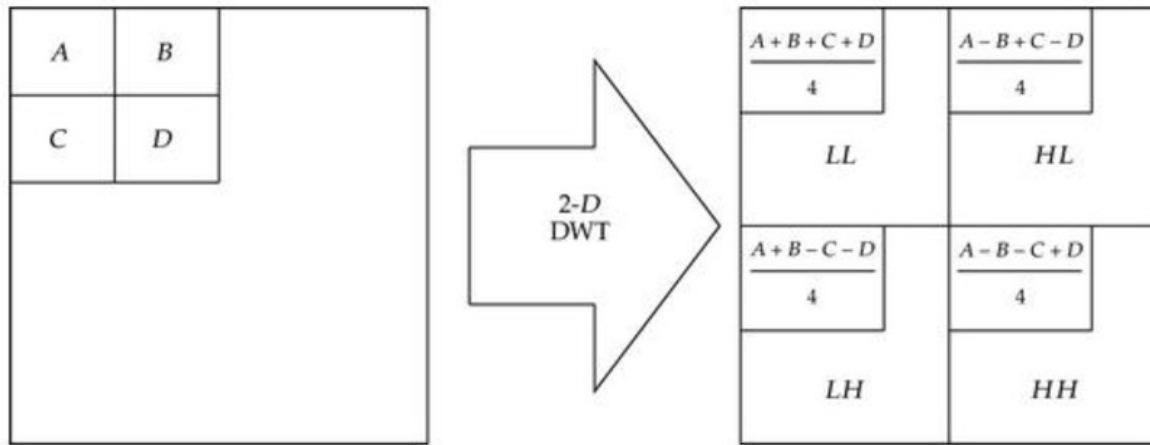 A B
C D
2-D
DWT
A + B + C + D
4
A − B + C − D
4
LL
HL
A + B − C − D
4
A − B − C + D
4
LH
HH